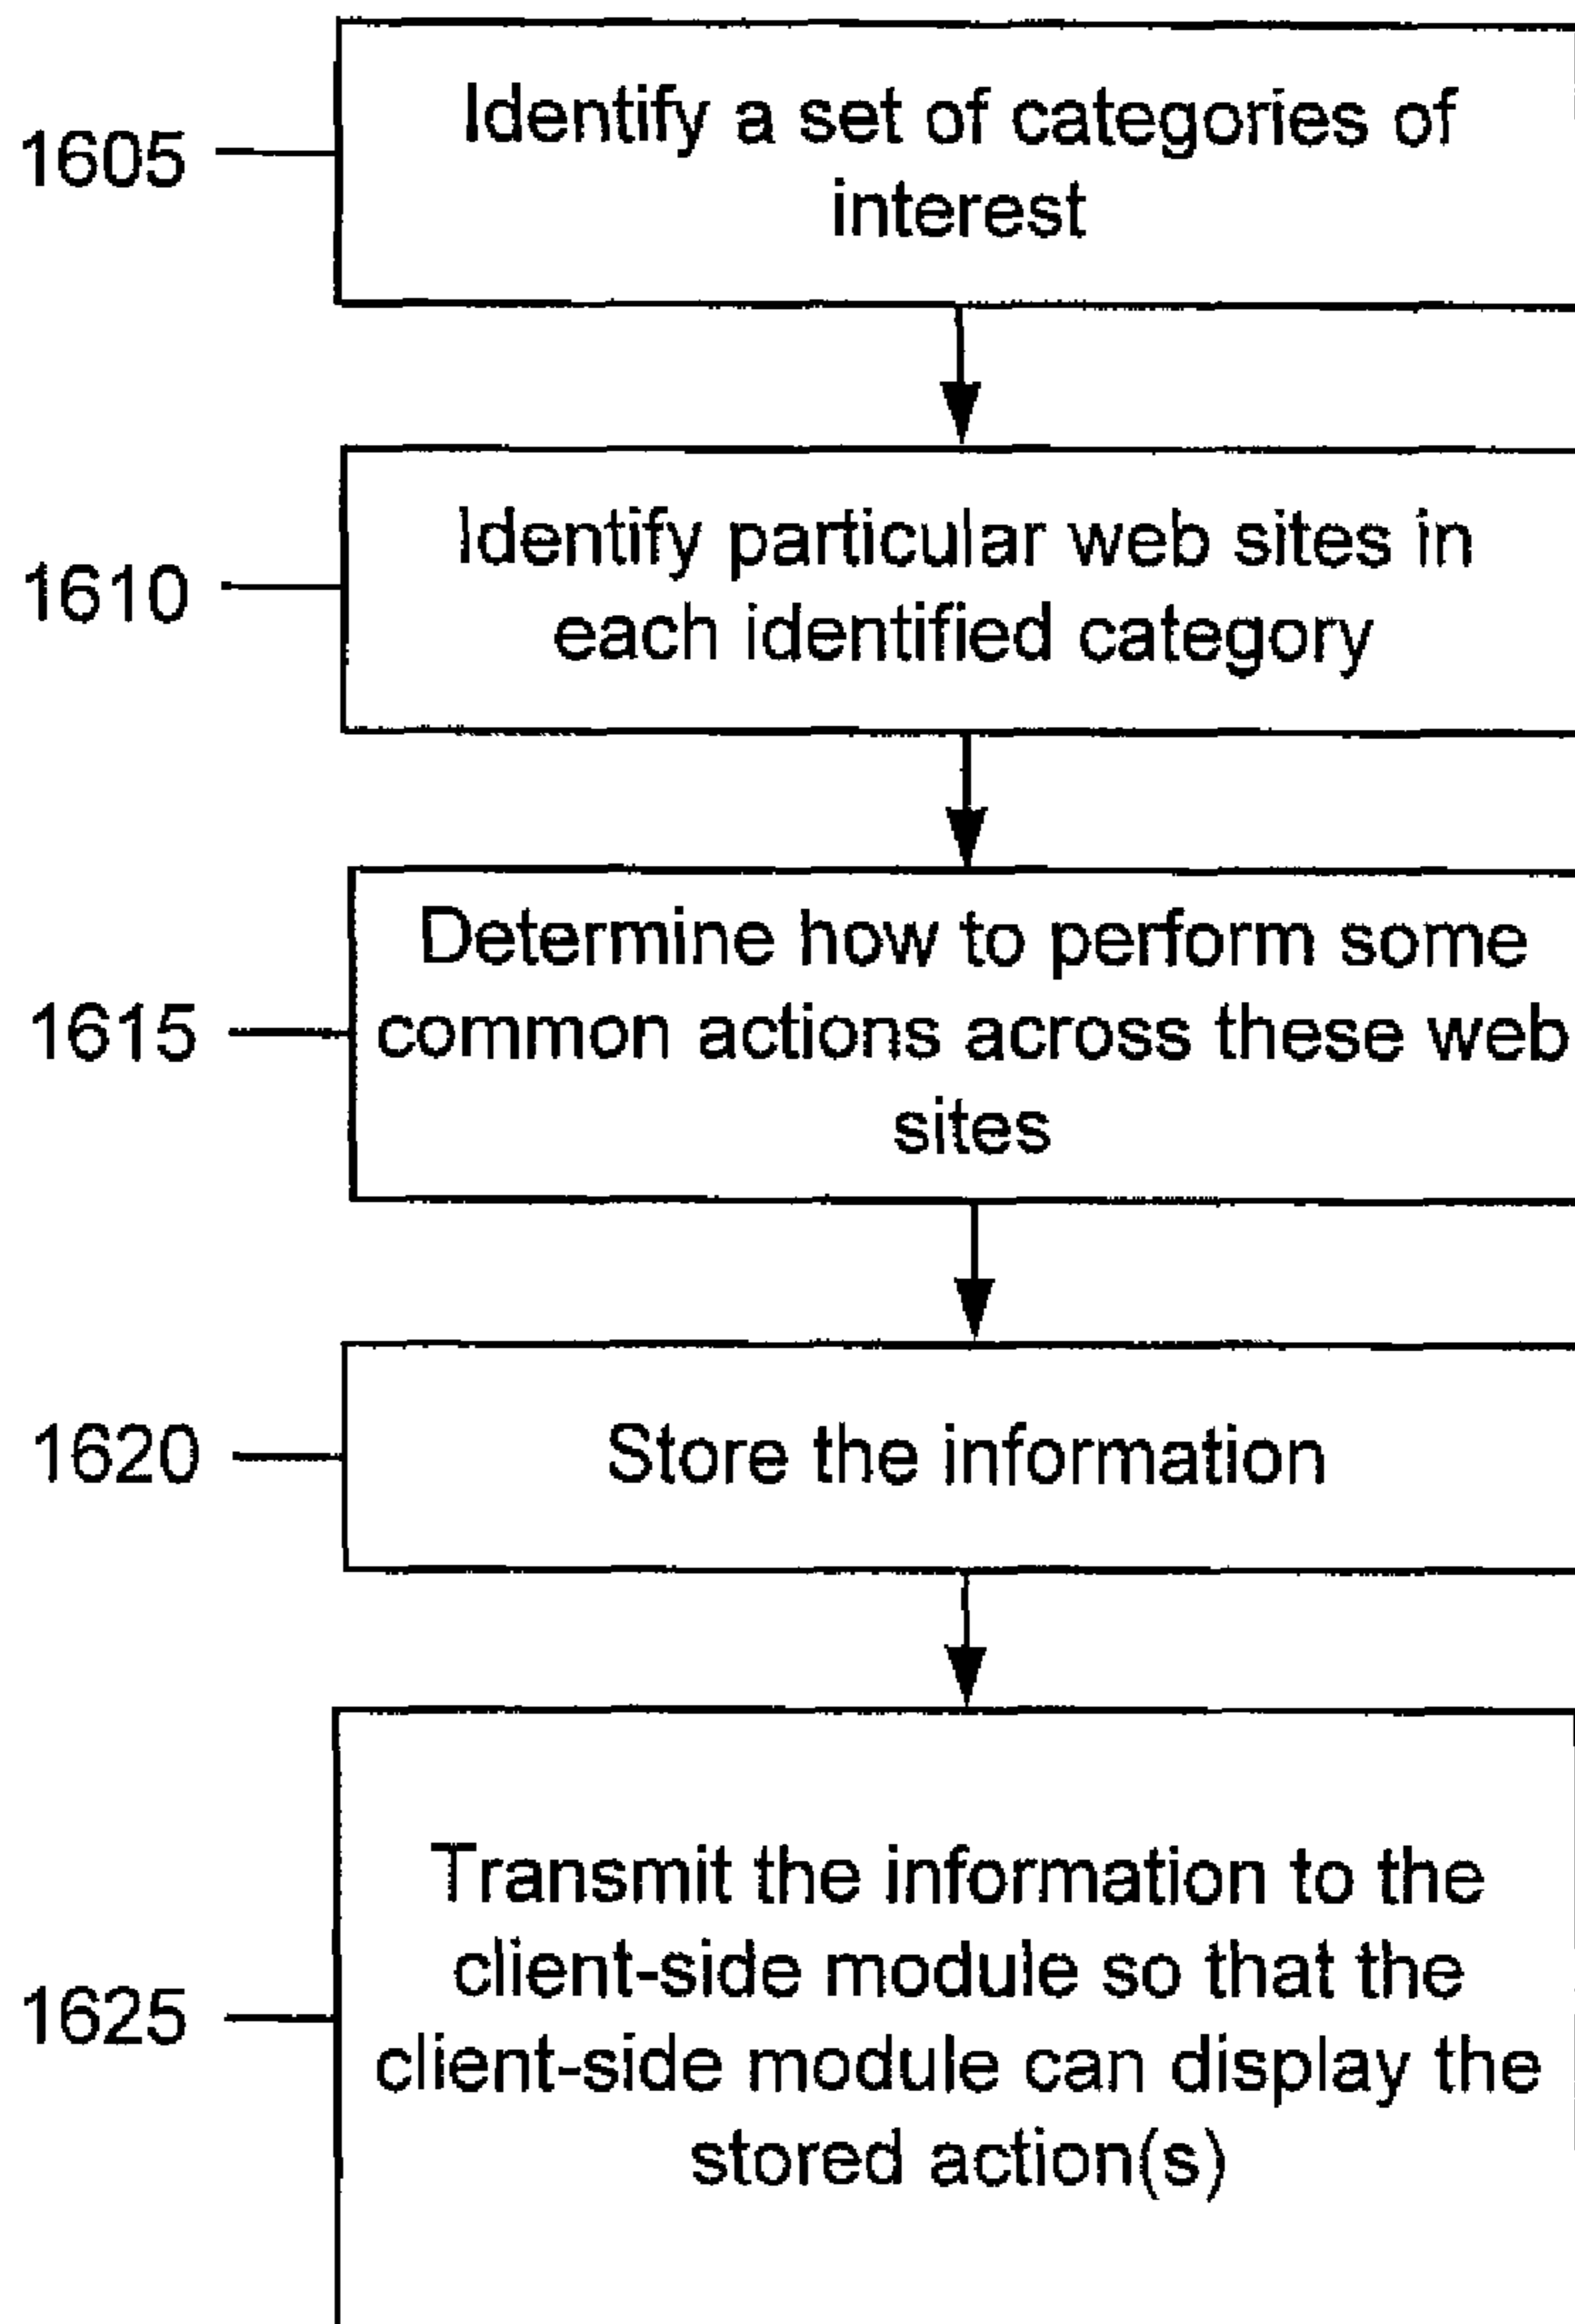 1605
Identify a set of categories of
interest
1610
Identify particular web sites in
each identified category
1615
Determine how to perform some
common actions across these web
sites
1620
Store the information
1625
Transmit the information to the
client-side module so that the
client-side module can display the
stored action(s)